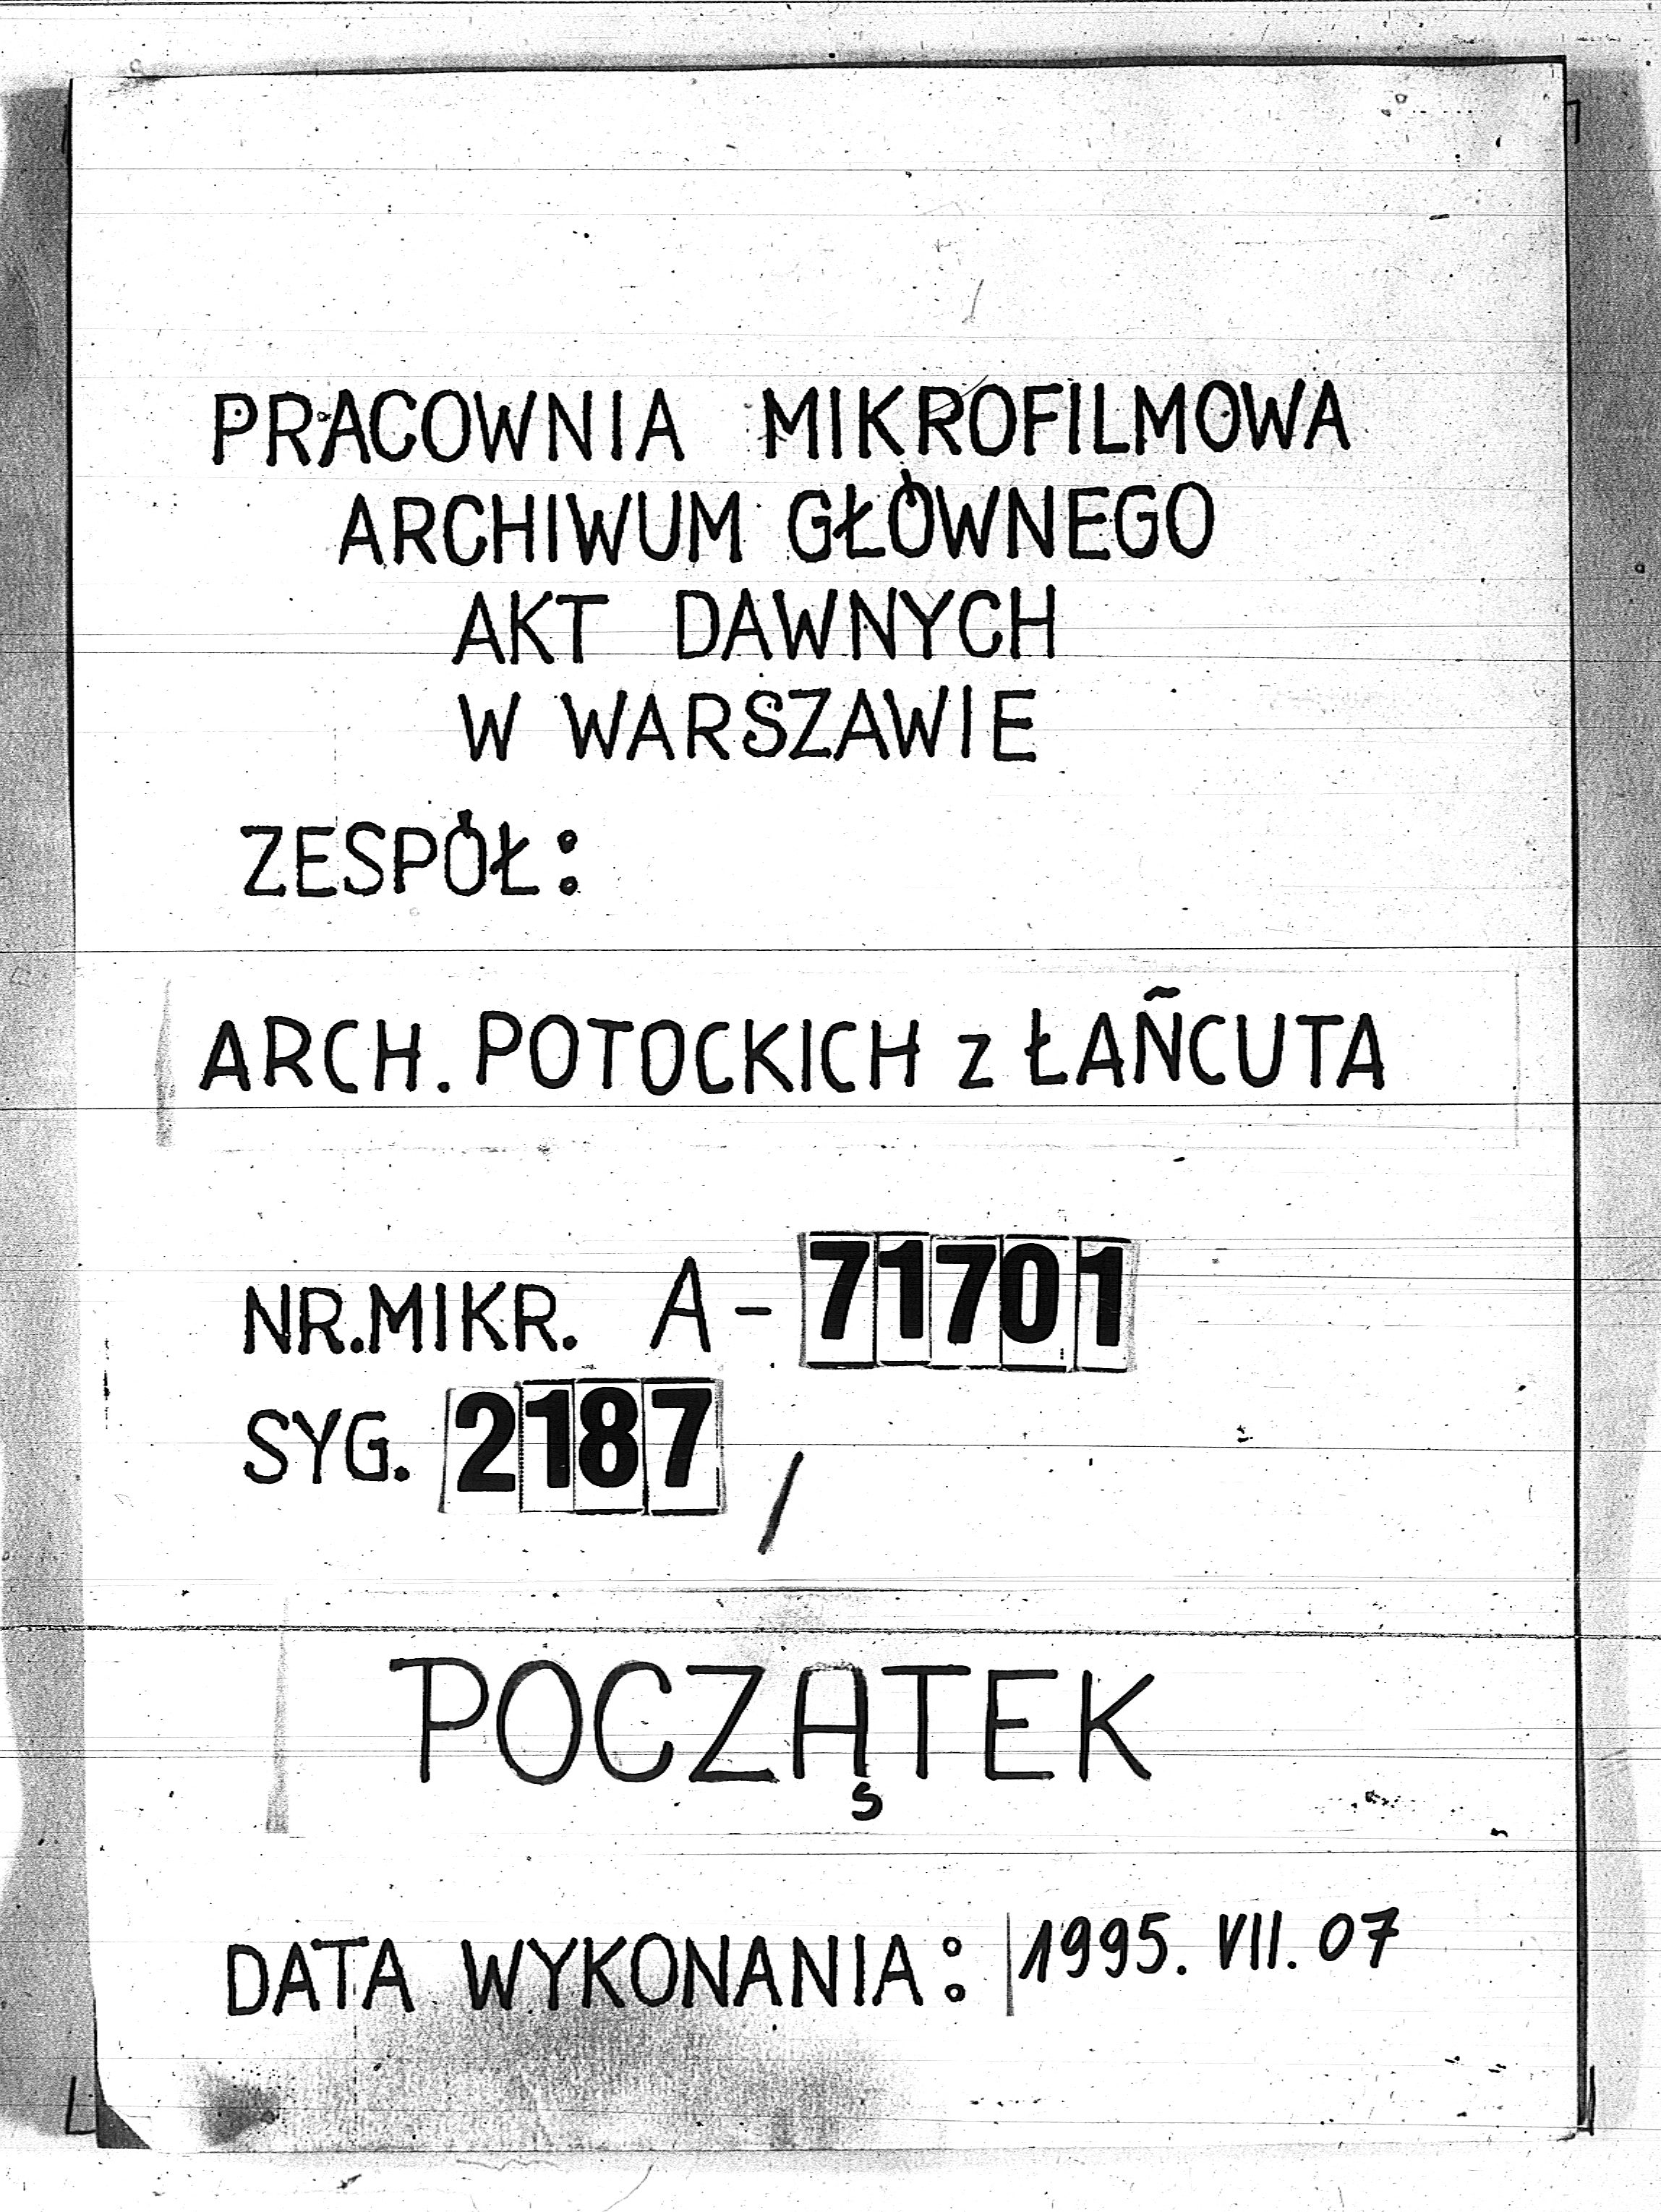 PRACOWNIA MIKROFILMOWA
ARCHIWUM GŁÓWNEGO
AKT DAWNYCH
W WARSZAWIE
ZESPÓŁ:
ARCH. POTOCKICH z ŁAŃCUTA
NR.MIKR. A-71701
SYG. 2187 /
POCZĄTEK
DATA WYKONANIA: 1995. VII. 07